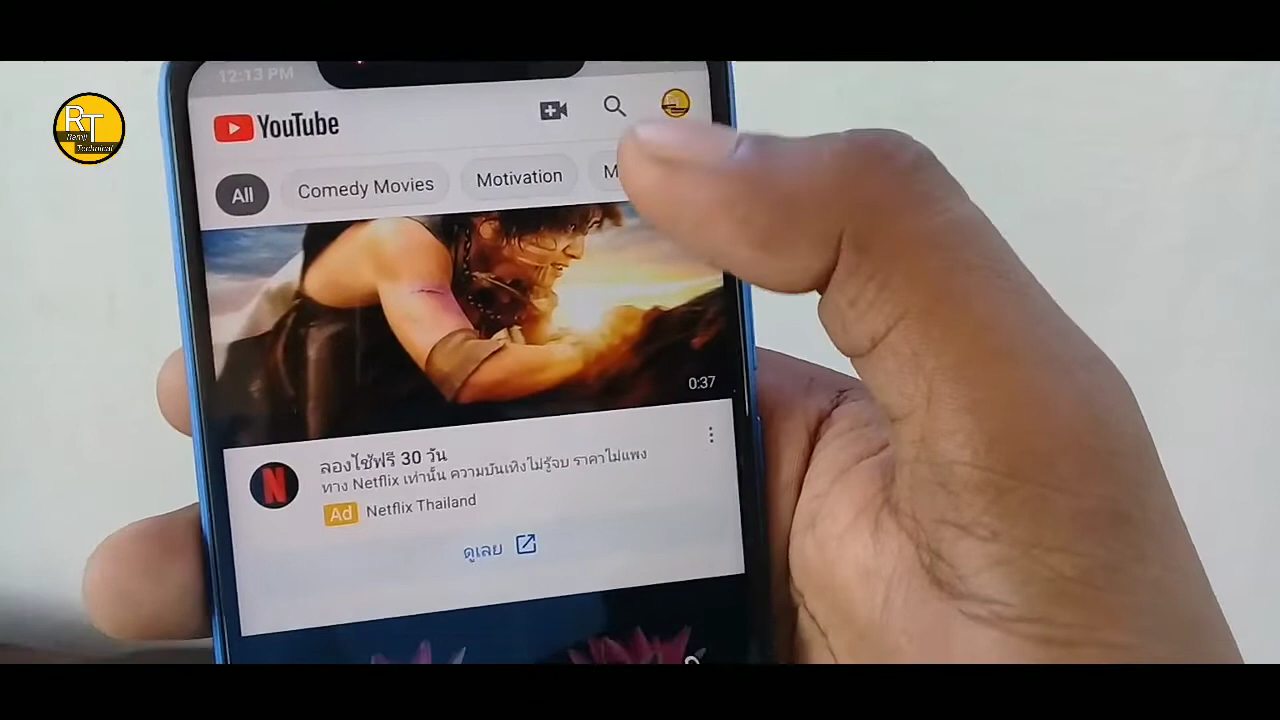 12:13 PM
RT
Technical
YouTube
All
Comedy Movies
Motivation
M
0:37
ลองใช้ฟรี 30 วัน
ทาง Netflix เท่านั้น ความบันเทิงไม่รู้จบ ราคาไม่แพง
Ad
Netflix Thailand
ดูเลย
N